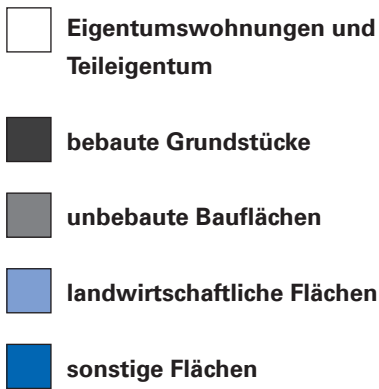 Eigentumswohnungen und
Teileigentum
bebaute Grundstücke
unbebaute Bauflächen
landwirtschaftliche Flächen
sonstige Flächen